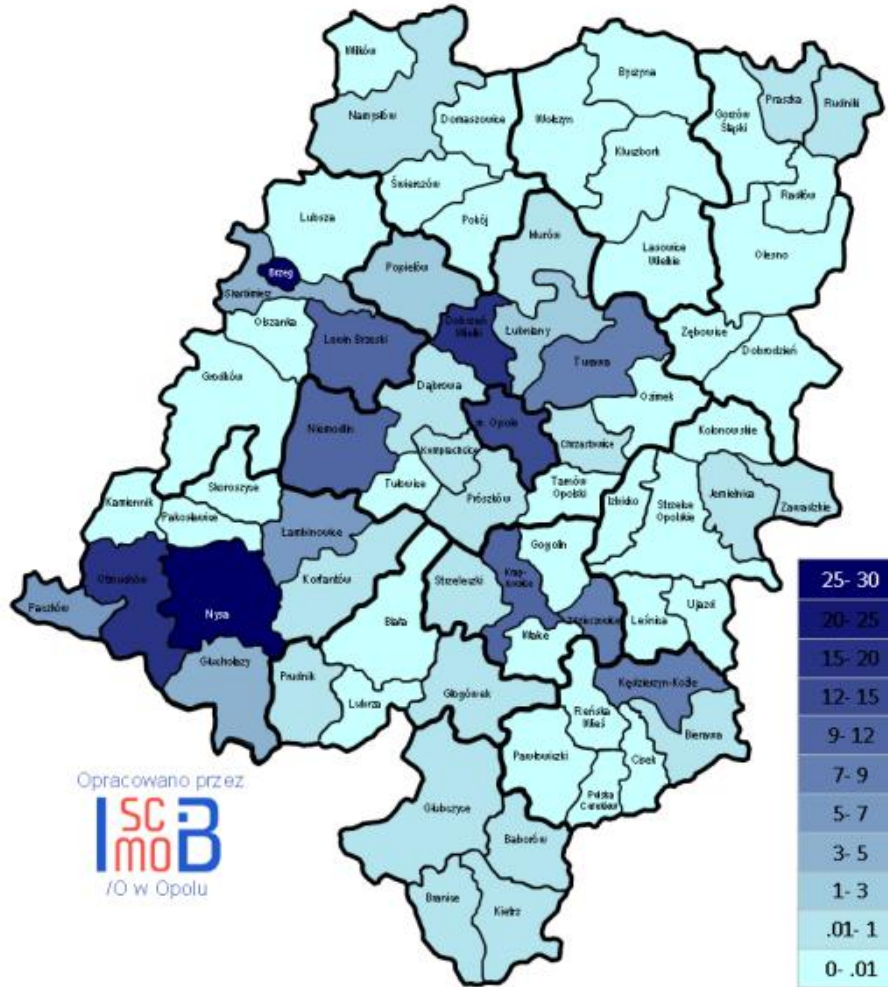 Wilków
Byczyna
Praszka
Rudniki
Namysłów
Domaszowice
Wołczyn
Gorzów
Śląski
Kluczbork
Radłów
Świerczów
Lubsza
Pokój
Murów
Lasowice
Wielkie
Olesno
Brzeg
Popielów
Skarbimierz
Olszanka
Lewin Brzeski
Dobrzeń
Wielki
Łubniany
Turawa
Zębowice
Dobrodzień
Grodków
Dąbrowa
Ozimek
Niemodlin
m. Opole
Kolonowskie
Komprachcice
Chrząstowice
Skoroszyce
Tułowice
Prószków
Tarnów
Opolski
Izbicko
Strzelce
Opolskie
Jemielnica
Zawadzkie
Kamiennik
Pakosławice
Łambinowice
Gogolin
Otmuchów
Korfantów
Strzeleczki
Krap-
kowice
25- 30
Paczków
Nysa
Zdzieszowice
Leśnica
Ujazd
20- 25
Biała
Walce
15- 20
Głuchołazy
Prudnik
Kędzierzyn-Koźle
12- 15
Lubrza
Głogówek
Reńska
Wieś
Bierawa
9- 12
Pawłowiczki
Cisek
7- 9
Opracowano przez
Głubczyce
Polska
Cerekiew
5- 7
ISCMOiB
Baborów
3- 5
/O w Opolu
Branice
Kietrz
1- 3
.01- 1
0- .01